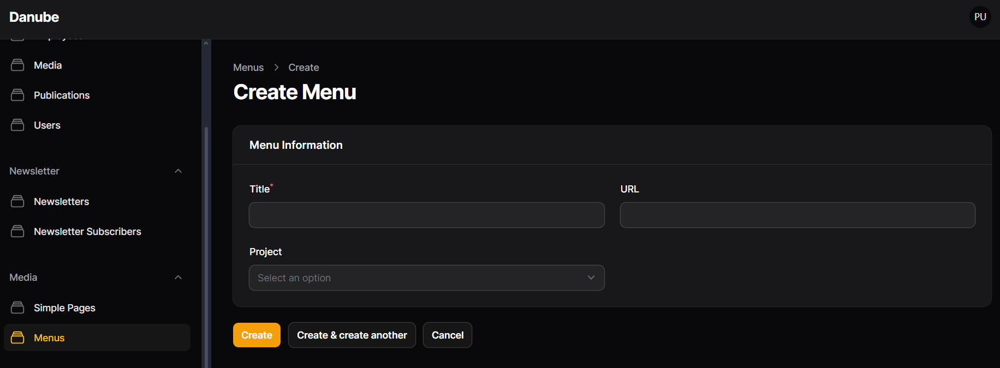 Danube
PU
Media
Publications
Users
Newsletter
Newsletters
Newsletter Subscribers
Media
Simple Pages
Menus
Menus > Create
Create Menu
Menu Information
Title*
URL
Project
Select an option
Create
Create & create another
Cancel